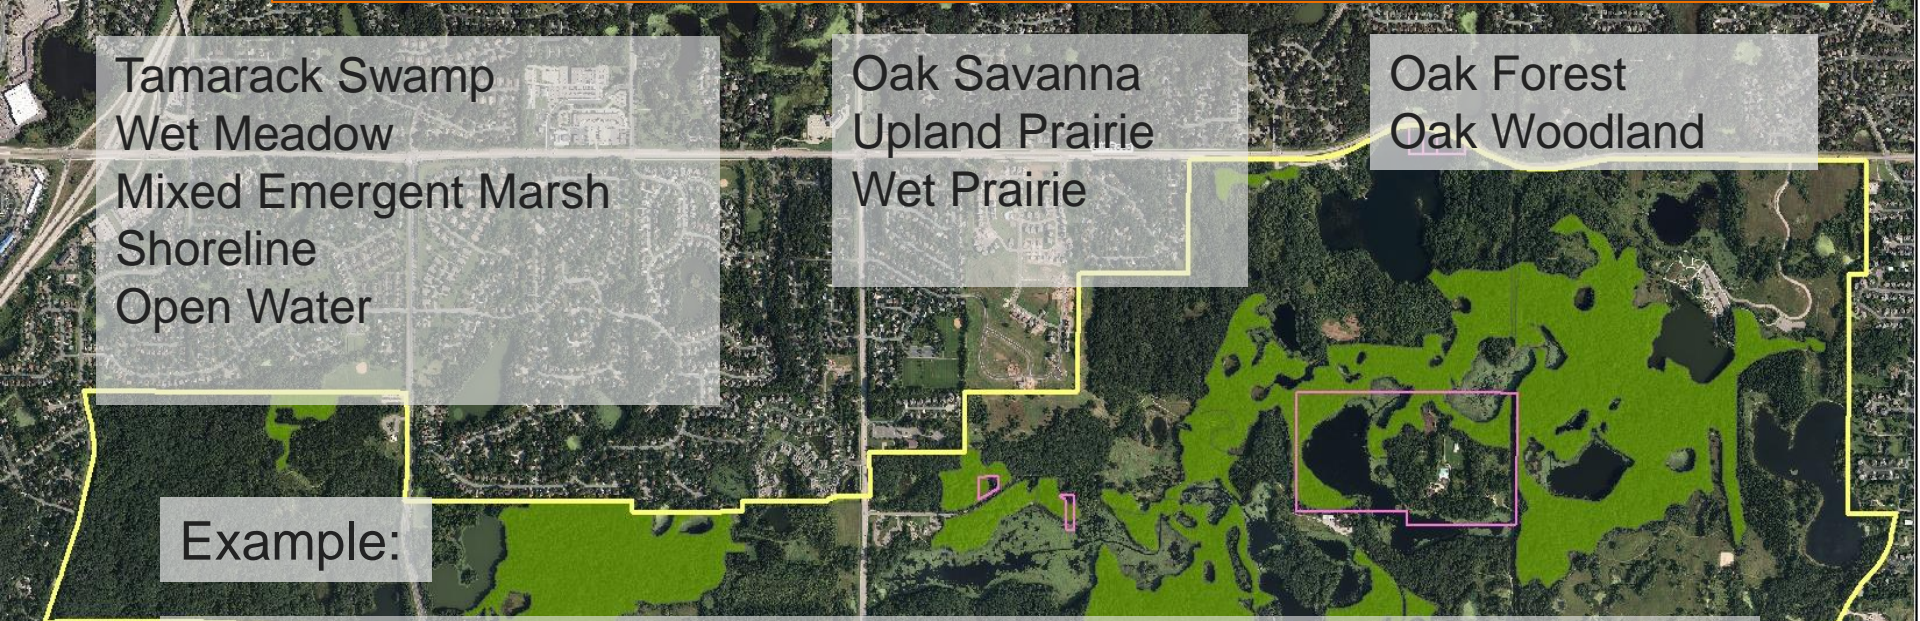 Tamarack Swamp
Wet Meadow
Mixed Emergent Marsh
Shoreline
Open Water
Oak Savanna
Upland Prairie
Wet Prairie
Oak Forest
Oak Woodland
Example: